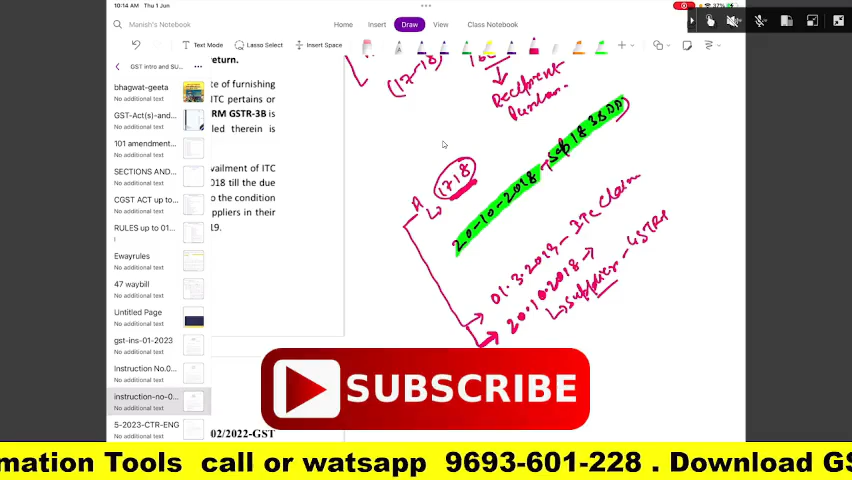 10:14 AM Thu 1 Jun
37%
Manish's Notebook
Home Insert Draw View Class Notebook
Text Mode Lasso Select Insert Space
GST intro and SU...
bhagwat-geeta
No additional text
GST-Act(s)-and...
No additional text
101 amendment...
No additional text
SECTIONS AND...
No additional text
CGST ACT up to...
No additional text
RULES up to 01...
I
Ewayrules
No additional text
47 waybill
No additional text
Untitled Page
No additional text
gst-ins-01-2023
No additional text
Instruction No.0...
No additional text
instruction-no-0...
No additional text
5-2023-CTR-ENG
No additional text
return.
te of furnishing
ITC pertains or
RM GSTR-3B is
led therein is
vailment of ITC
018 till the due
o the condition
ppliers in their
19.
02/2022-GST
(17-18)
Recipient
A
1718
20-10-2018
Sep 18 3B DD
01.3.2019 - ITC Claim
20.10.2018
Supplier - GSTR1
SUBSCRIBE
mation Tools call or watsapp 9693-601-228 . Download GS